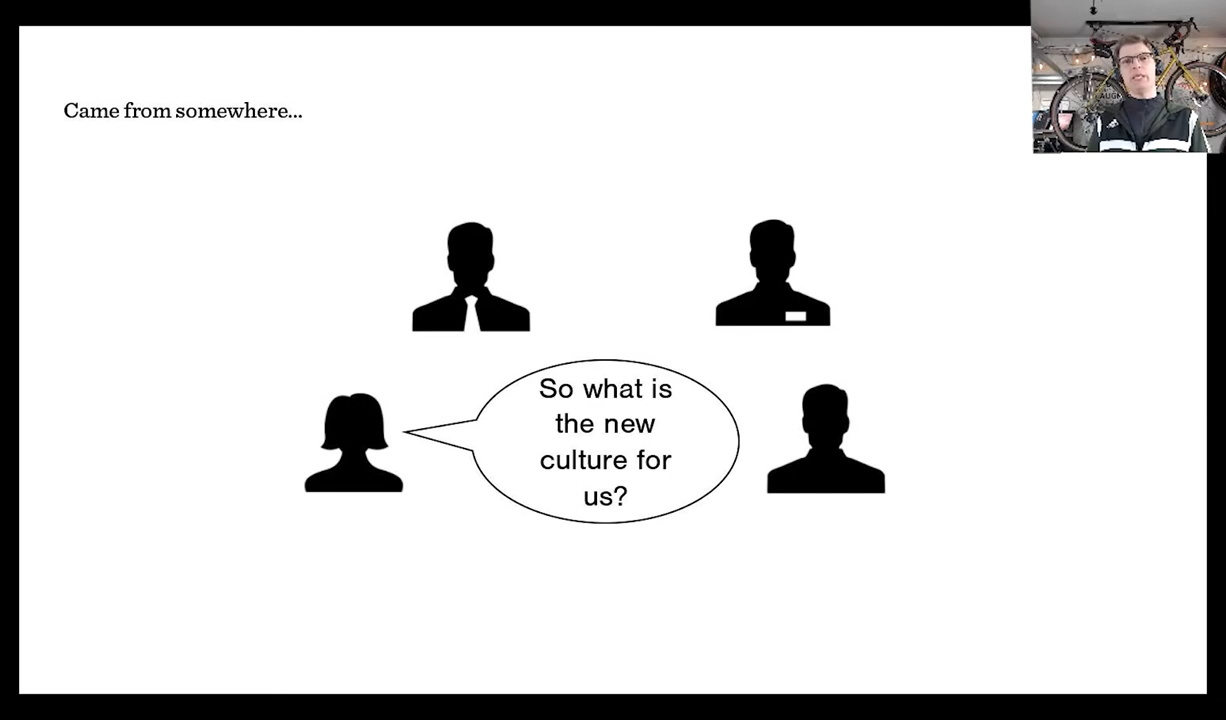 Came from somewhere...
So what is
the new
culture for
us?